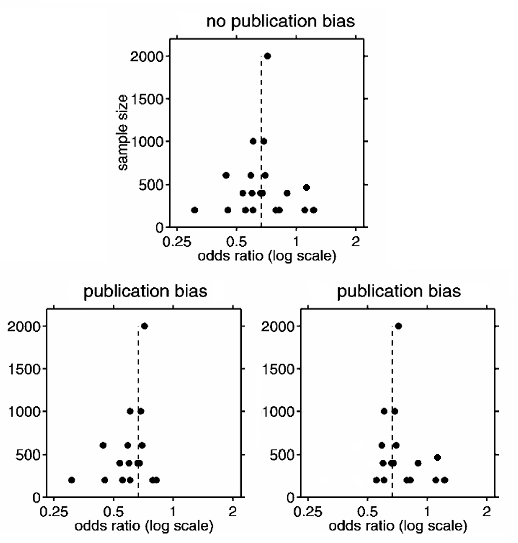 no publication bias
2000
1500
1000
500
0
sample size
0.25 0.5 1 2
odds ratio (log scale)
publication bias publication bias
2000 2000
1500 1500
1000 1000
500 500
0 0
0.25 0.5 1 2 0.25 0.5 1 2
odds ratio (log scale) odds ratio (log scale)